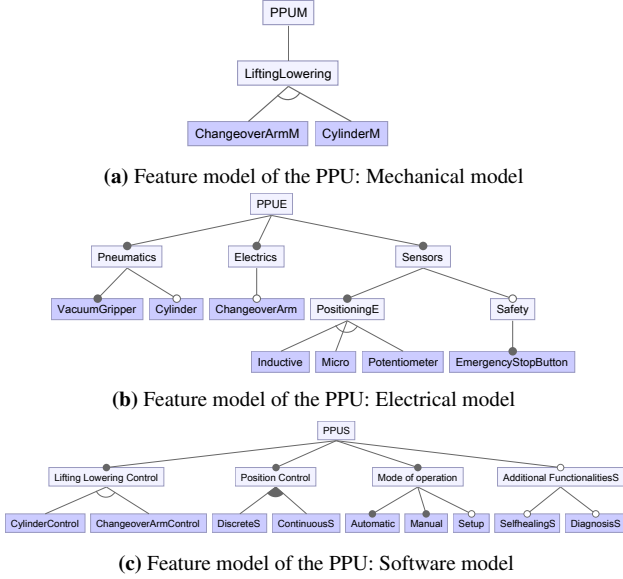 PPUM
LiftingLowering
ChangeoverArmM CylinderM
(a) Feature model of the PPU: Mechanical model
PPUE
Pneumatics Electrics Sensors
VacuumGripper Cylinder ChangeoverArm PositioningE Safety
Inductive Micro Potentiometer EmergencyStopButton
(b) Feature model of the PPU: Electrical model
PPUS
Lifting Lowering Control Position Control Mode of operation Additional FunctionalitiesS
CylinderControl ChangeoverArmControl DiscreteS ContinuousS Automatic Manual Setup SelfhealingS DiagnosisS
(c) Feature model of the PPU: Software model